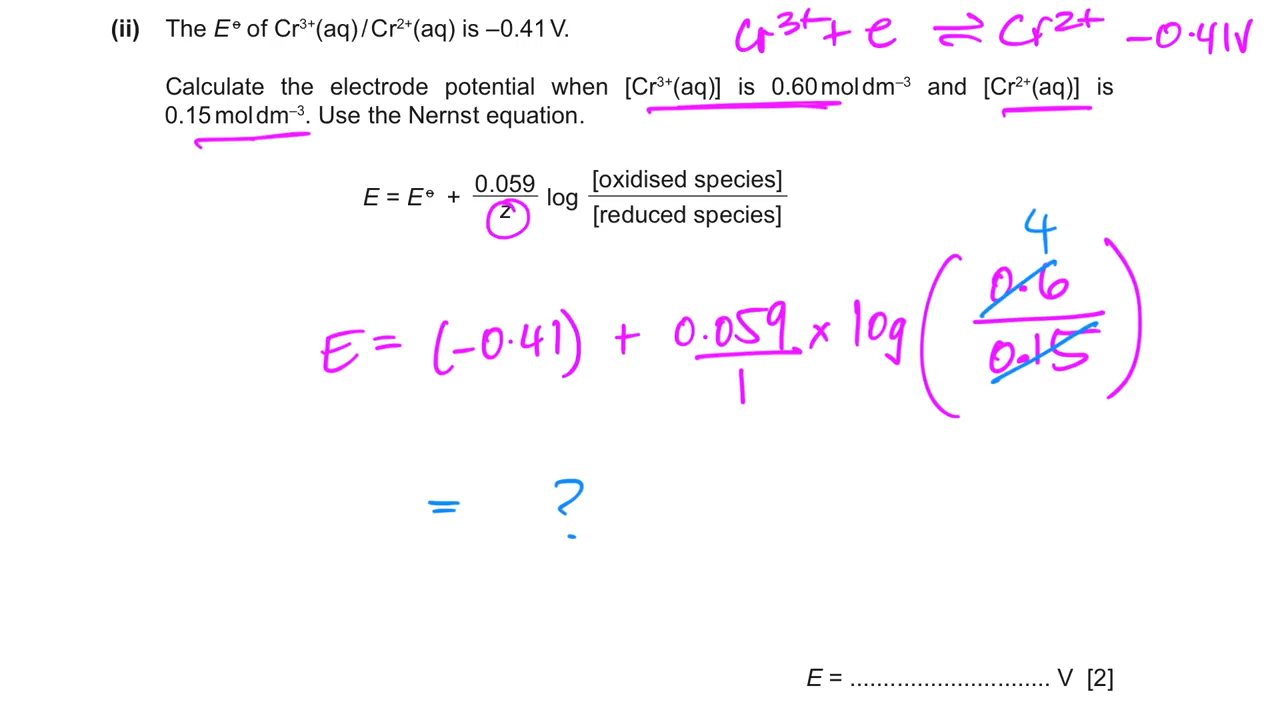 (ii) The E⦵ of Cr³⁺(aq)/Cr²⁺(aq) is –0.41 V.
Cr³⁺ + e ⇌ Cr²⁺ -0.41V
Calculate the electrode potential when [Cr³⁺(aq)] is 0.60 mol dm⁻³ and [Cr²⁺(aq)] is
0.15 mol dm⁻³. Use the Nernst equation.
E = E⦵ + 0.059/z log [oxidised species]/[reduced species]
4
E = (-0.41) + 0.059/1 × log (0.6/0.15)
= ?
E = .............................. V [2]